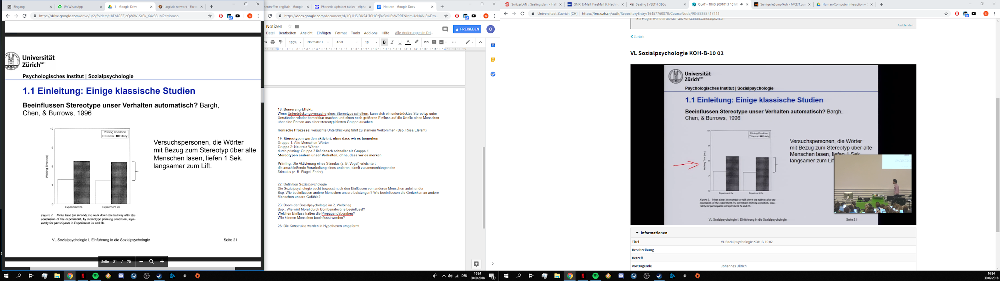 Eingang
(9) WhatsApp
1 – Google Drive
Logistic network - Facto
https://drive.google.com/drive/u/2/folders/18FMGBZjcQWiW-Sz6k_X4x66uM2cMomso
Universität
Zürich UZH
Psychologisches Institut | Sozialpsychologie
1.1 Einleitung: Einige klassische Studien
Beeinflussen Stereotype unser Verhalten automatisch? Bargh,
Chen, & Burrows, 1996
Priming Condition
Neutral Elderly
Walking Time (sec)
10
9
8
7
6
Experiment 2a
Experiment 2b
Versuchspersonen, die Wörter
mit Bezug zum Stereotyp über alte
Menschen lasen, liefen 1 Sek.
langsamer zum Lift.
Figure 2. Mean time (in seconds) to walk down the hallway after the
conclusion of the experiment, by stereotype priming condition, sepa-
rately for participants in Experiment 2a and 2b.
VL Sozialpsychologie I, Einführung in die Sozialpsychologie
Seite 21
Seite 21 / 70
sentreffen englisch - Google
Phonetic alphabet tables - Alpha
Notizen - Google Docs
Notizen
Datei Bearbeiten Ansicht Einfügen Format Tools Add-ons Hilfe Alle Änderungen in Dri...
FREIGEBEN
O
100% Normaler T... Arial 10 B I U A
18: Bumerang-Effekt:
Wenn Unterdrückungsversuche eines Stereotyps scheitern, kann sich ein unterdrücktes Stereotyp unter
Umständen wieder bemerkbar machen und einen noch größeren Einfluss auf die Urteile eines Menschen
über eine Person aus einer stereotypisierten Gruppe ausüben.
Ironische Prozesse: versuchte Unterdrückung führt zu starkem Vorkommen (Bsp. Rosa Elefant)
19: Stereotypen werden aktiviert, ohne dass wir es bemerken
Gruppe 1: Alte-Menschen-Wörter
Gruppe 2: Neutrale Wörter
durch priming: Gruppe 2 lief danach schneller als Gruppe 1
Stereotypen ändern unser Verhalten, ohne, dass wir es merken
Priming: Die Aktivierung eines Stimulus (z. B. Vogel) erleichtert
die anschließende Verarbeitung eines anderen, damit zusammenhängenden
Stimulus (z. B. Flügel, Feder).
22: Definition Sozialpsychologie
Die Sozialpsychologie sucht bewusst nach den Einflüssen von anderen Menschen aufeinander
Bsp. Wie beeinflussen andere Menschen unsere Leistungen? Wie beeinflussen die Gedanken an andere
Menschen unsere Gefühle?
23: Boom der Sozialpsychologie im 2. Weltkrieg
Bsp.: Wie wird Moral durch Bombenabwürfe beeinflusst?
Welchen Einfluss hatten die Propagandabomben?
Wie können Menschen beeinflusst werden?
28: Die Konstrukte werden in Hypothesen umgeformt
DEU
16:24
30.09.2018
SwitzerLAN :: Seating plan > Hal
GMX: E-Mail, FreeMail & Nachric
Seating | VSETH GECo
OLAT - 18HS 200101.3 101/
SemigeileSumpfkuh - FACEIT.com
Human-Computer Interaction –
Universitaet Zuerich [CH] | https://lms.uzh.ch/auth/RepositoryEntry/16457760870/CourseNode/98433583417444
Bei Fragen wenden Sie sich an:
Ausblenden
Zurück
VL Sozialpsychologie KOH-B-10 02
Universität
Zürich UZH
Psychologisches Institut | Sozialpsychologie
1.1 Einleitung: Einige klassische Studien
Beeinflussen Stereotype unser Verhalten automatisch? Bargh,
Chen, & Burrows, 1996
Priming Condition
Neutral Elderly
Walking Time (sec)
10
9
8
7
6
Experiment 2a
Experiment 2b
Versuchspersonen, die Wörter
mit Bezug zum Stereotyp über alte
Menschen lasen, liefen 1 Sek.
langsamer zum Lif
Figure 2. Mean time (in seconds) to walk down the hallway after the
conclusion of the experiment, by stereotype priming condition, sepa-
rately for participants in Experiment 2a and 2b.
VL Sozialpsychologie I, Einführung in die Sozialpsychologie
Seite 21
Informationen
Titel VL Sozialpsychologie KOH-B-10 02
Beschreibung
Betreff
Vortragende Johannes Ullrich
16:24
30.09.2018